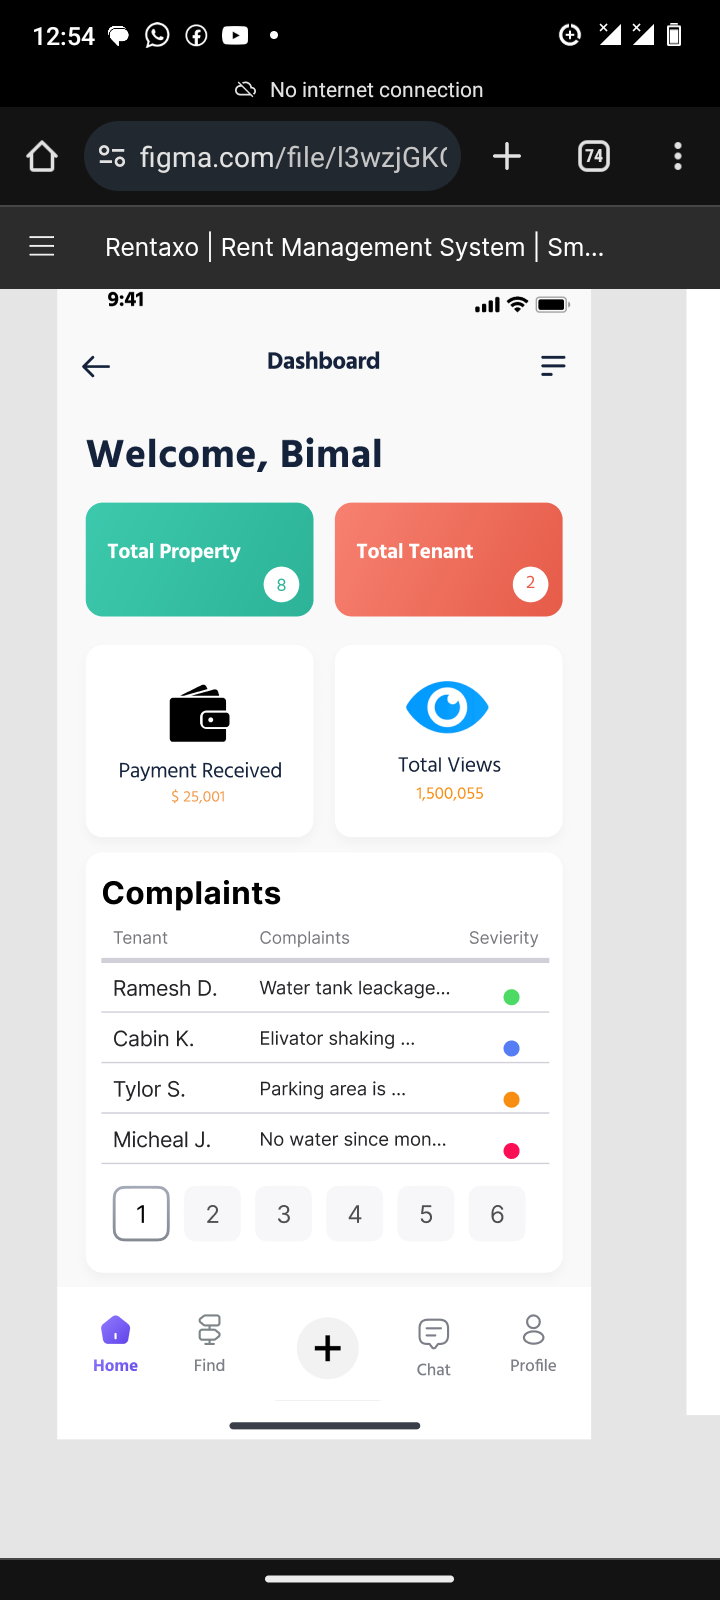 12:54
No internet connection
figma.com/file/l3wzjGK
74
Rentaxo | Rent Management System | Sm...
9:41
Dashboard
Welcome, Bimal
Total Property
8
Total Tenant
2
Payment Received
$ 25,001
Total Views
1,500,055
Complaints
Tenant Complaints Sevierity
Ramesh D. Water tank leackage...
Cabin K. Elivator shaking ...
Tylor S. Parking area is ...
Micheal J. No water since mon...
1 2 3 4 5 6
Home Find Chat Profile